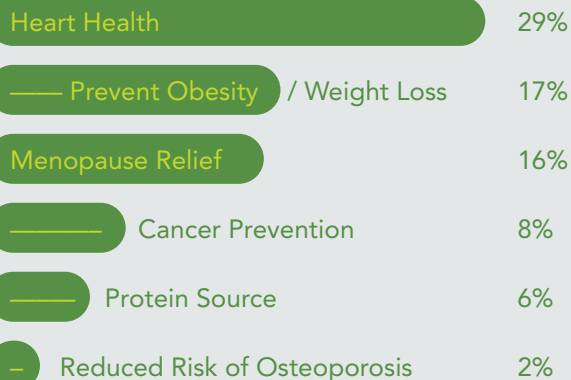 Heart Health 29%
—— Prevent Obesity / Weight Loss 17%
Menopause Relief 16%
———– Cancer Prevention 8%
——– Protein Source 6%
– Reduced Risk of Osteoporosis 2%